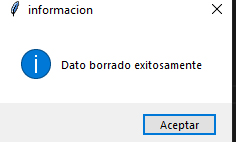 informacion
Dato borrado exitosamente
Aceptar